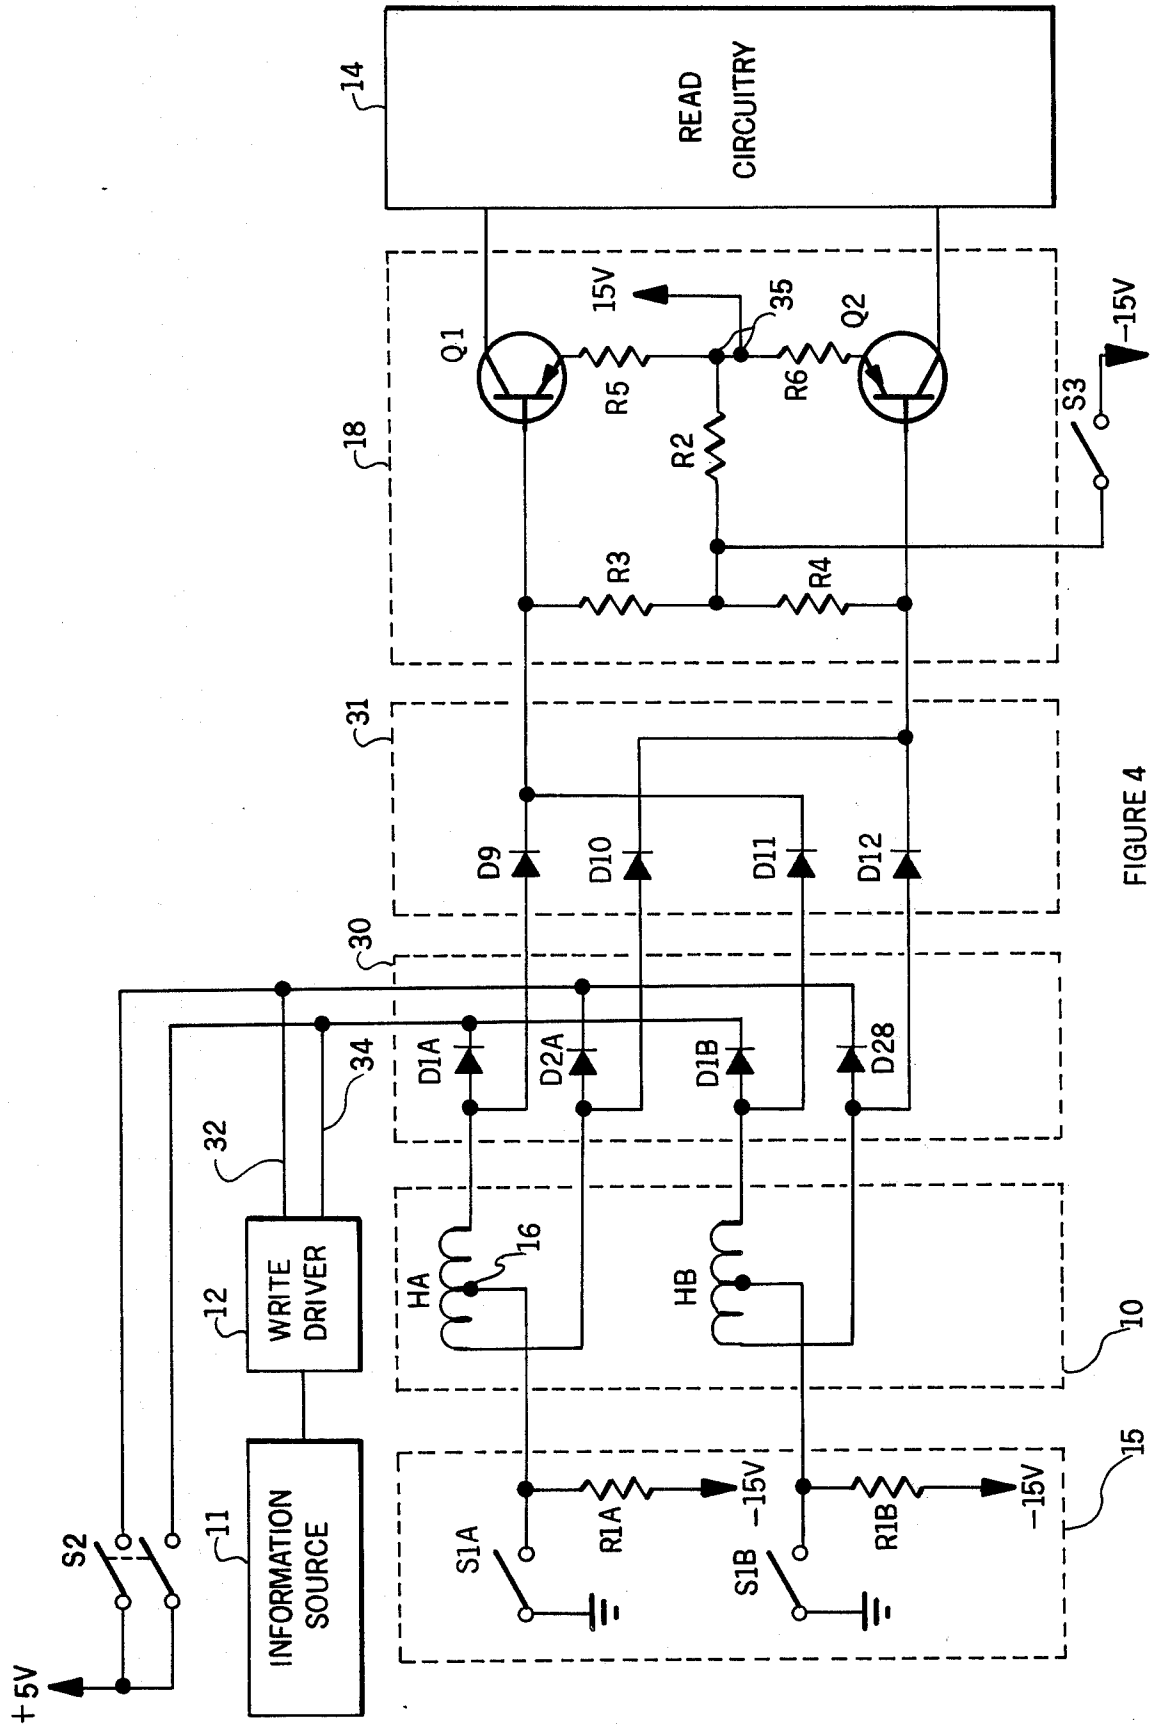 +5V
S2
11
INFORMATION
SOURCE
12
WRITE
DRIVER
32
34
30
31
18
14
READ
CIRCUITRY
S1A
R1A
-15V
S1B
R1B
-15V
15
HA
16
HB
10
D1A
D2A
D1B
D28
D9
D10
D11
D12
R3
R4
R2
Q1
R5
15V
35
R6
Q2
S3
-15V
FIGURE 4